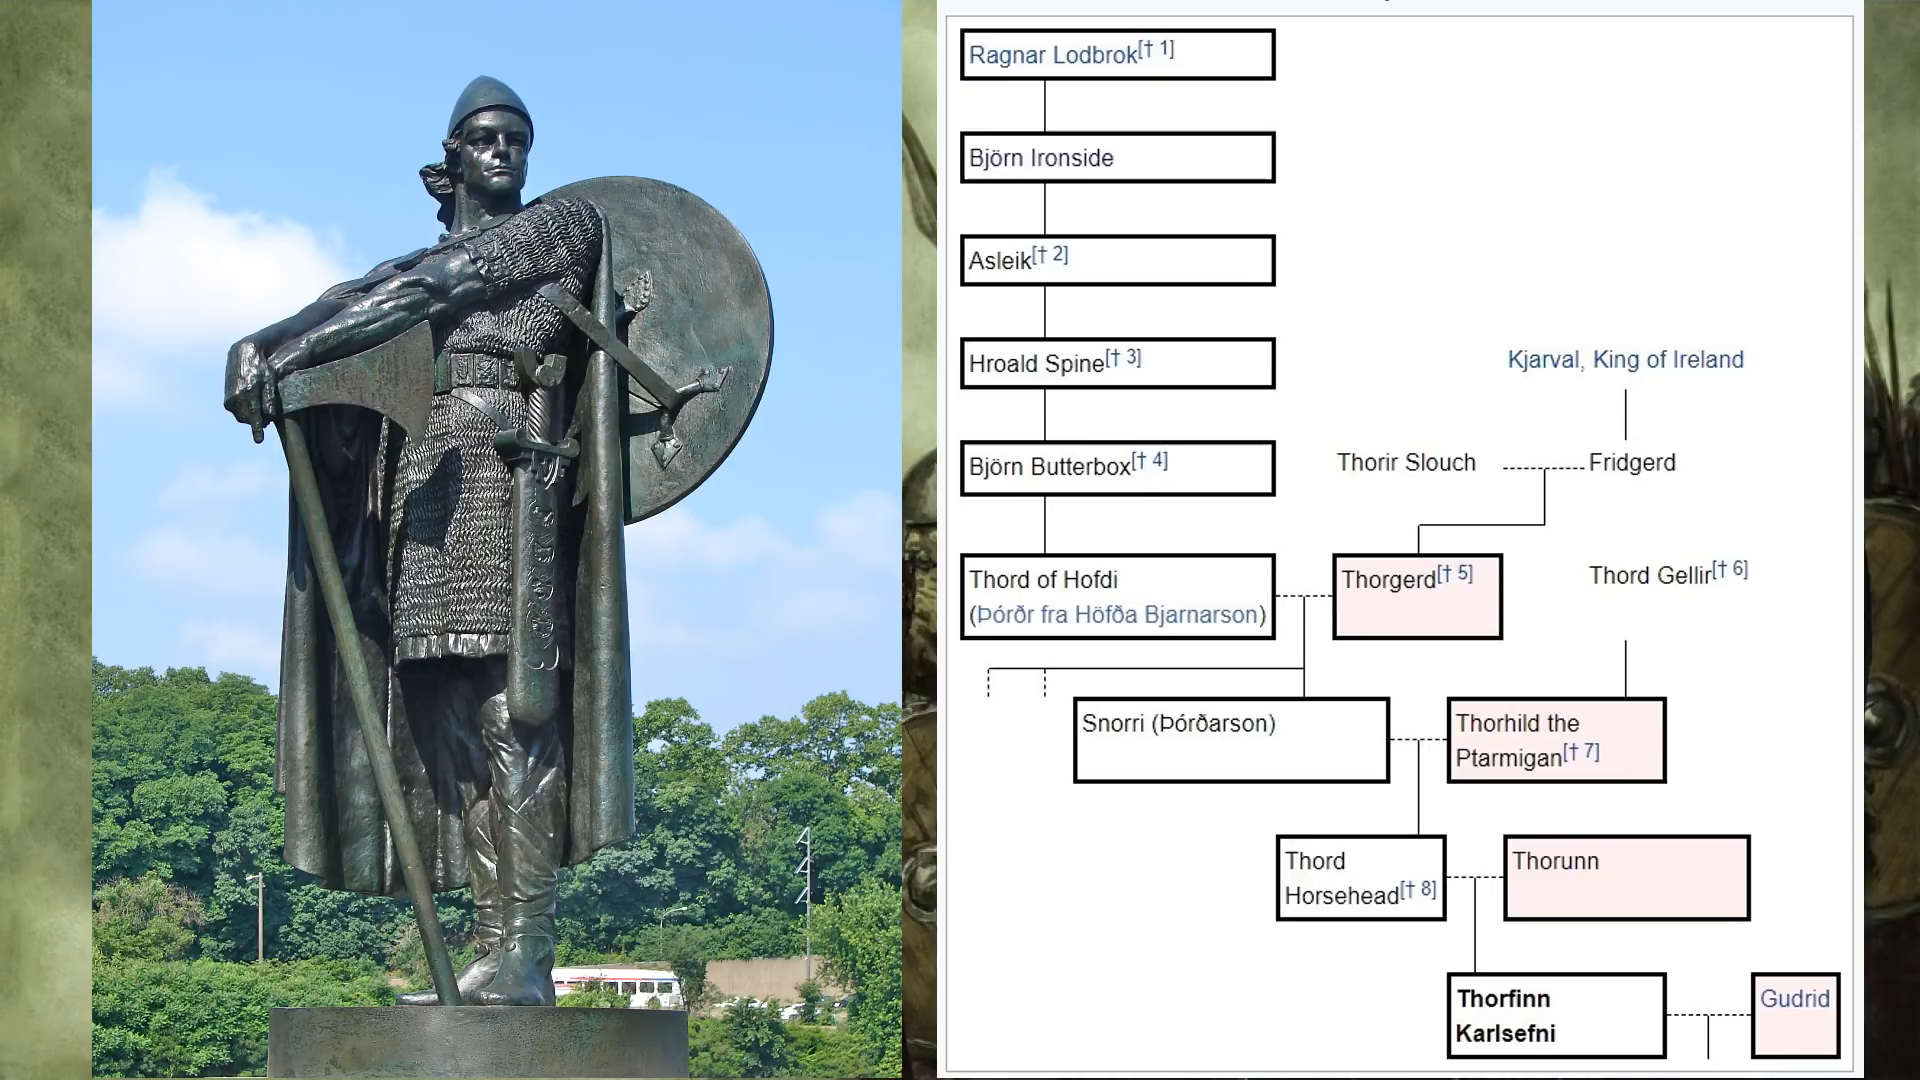 Ragnar Lodbrok[† 1]
Björn Ironside
Asleik[† 2]
Hroald Spine[† 3]
Kjarval, King of Ireland
Björn Butterbox[† 4]
Thorir Slouch
Fridgerd
Thord of Hofdi
(Þórðr fra Höfða Bjarnarson)
Thorgerd[† 5]
Thord Gellir[† 6]
Snorri (Þórðarson)
Thorhild the
Ptarmigan[† 7]
Thord
Horsehead[† 8]
Thorunn
Thorfinn
Karlsefni
Gudrid